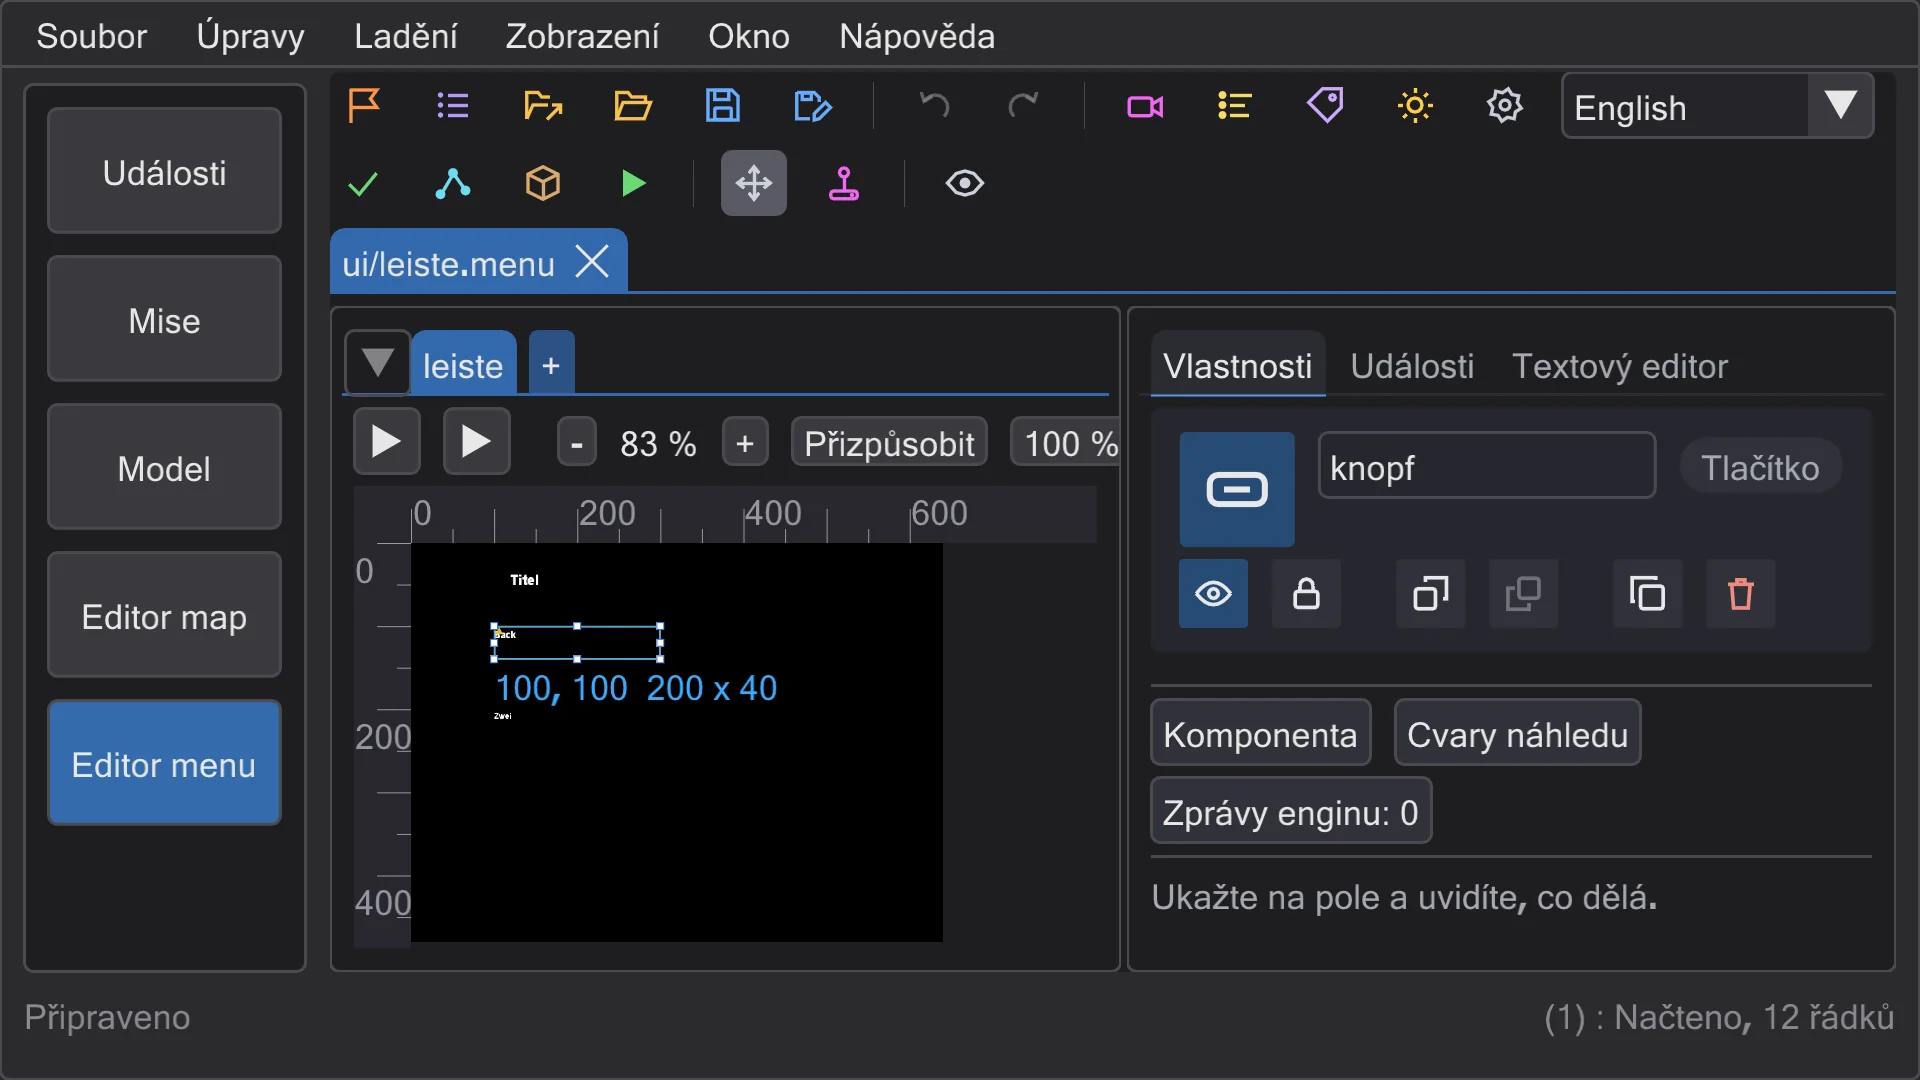 Soubor Úpravy Ladění Zobrazení Okno Nápověda
English
Události
Mise
Model
Editor map
Editor menu
ui/leiste.menu
leiste +
- 83 % + Přizpůsobit 100 %
0 200 400 600
0
200
400
Titel
Back
100, 100 200 x 40
Zwei
Vlastnosti Události Textový editor
knopf Tlačítko
Komponenta Cvary náhledu
Zprávy enginu: 0
Ukažte na pole a uvidíte, co dělá.
Připraveno (1) : Načteno, 12 řádků